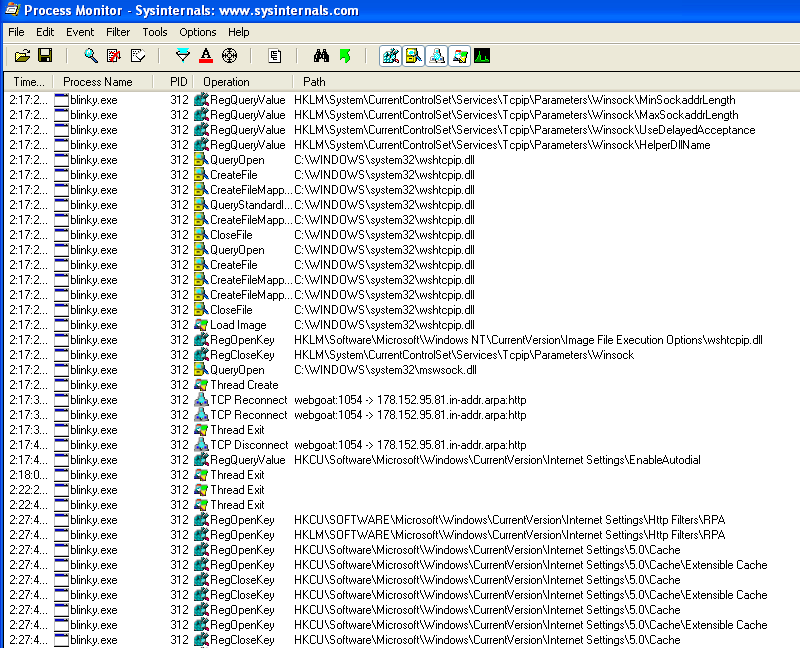 Process Monitor - Sysinternals: www.sysinternals.com
File Edit Event Filter Tools Options Help
Time... Process Name PID Operation Path
2:17:2... blinky.exe 312 RegQueryValue HKLM\System\CurrentControlSet\Services\Tcpip\Parameters\Winsock\MinSockaddrLength
2:17:2... blinky.exe 312 RegQueryValue HKLM\System\CurrentControlSet\Services\Tcpip\Parameters\Winsock\MaxSockaddrLength
2:17:2... blinky.exe 312 RegQueryValue HKLM\System\CurrentControlSet\Services\Tcpip\Parameters\Winsock\UseDelayedAcceptance
2:17:2... blinky.exe 312 RegQueryValue HKLM\System\CurrentControlSet\Services\Tcpip\Parameters\Winsock\HelperDllName
2:17:2... blinky.exe 312 QueryOpen C:\WINDOWS\system32\wshtcpip.dll
2:17:2... blinky.exe 312 CreateFile C:\WINDOWS\system32\wshtcpip.dll
2:17:2... blinky.exe 312 CreateFileMapp... C:\WINDOWS\system32\wshtcpip.dll
2:17:2... blinky.exe 312 QueryStandardI... C:\WINDOWS\system32\wshtcpip.dll
2:17:2... blinky.exe 312 CreateFileMapp... C:\WINDOWS\system32\wshtcpip.dll
2:17:2... blinky.exe 312 CloseFile C:\WINDOWS\system32\wshtcpip.dll
2:17:2... blinky.exe 312 QueryOpen C:\WINDOWS\system32\wshtcpip.dll
2:17:2... blinky.exe 312 CreateFile C:\WINDOWS\system32\wshtcpip.dll
2:17:2... blinky.exe 312 CreateFileMapp... C:\WINDOWS\system32\wshtcpip.dll
2:17:2... blinky.exe 312 CreateFileMapp... C:\WINDOWS\system32\wshtcpip.dll
2:17:2... blinky.exe 312 CloseFile C:\WINDOWS\system32\wshtcpip.dll
2:17:2... blinky.exe 312 Load Image C:\WINDOWS\system32\wshtcpip.dll
2:17:2... blinky.exe 312 RegOpenKey HKLM\Software\Microsoft\Windows NT\CurrentVersion\Image File Execution Options\wshtcpip.dll
2:17:2... blinky.exe 312 RegCloseKey HKLM\System\CurrentControlSet\Services\Tcpip\Parameters\Winsock
2:17:2... blinky.exe 312 QueryOpen C:\WINDOWS\system32\mswsock.dll
2:17:2... blinky.exe 312 Thread Create
2:17:3... blinky.exe 312 TCP Reconnect webgoat:1054 -> 178.152.95.81.in-addr.arpa:http
2:17:3... blinky.exe 312 TCP Reconnect webgoat:1054 -> 178.152.95.81.in-addr.arpa:http
2:17:3... blinky.exe 312 Thread Exit
2:17:4... blinky.exe 312 TCP Disconnect webgoat:1054 -> 178.152.95.81.in-addr.arpa:http
2:17:4... blinky.exe 312 RegQueryValue HKCU\Software\Microsoft\Windows\CurrentVersion\Internet Settings\EnableAutodial
2:18:0... blinky.exe 312 Thread Exit
2:22:2... blinky.exe 312 Thread Exit
2:22:4... blinky.exe 312 Thread Exit
2:27:4... blinky.exe 312 RegOpenKey HKCU\SOFTWARE\Microsoft\Windows\CurrentVersion\Internet Settings\Http Filters\RPA
2:27:4... blinky.exe 312 RegOpenKey HKLM\SOFTWARE\Microsoft\Windows\CurrentVersion\Internet Settings\Http Filters\RPA
2:27:4... blinky.exe 312 RegOpenKey HKCU\Software\Microsoft\Windows\CurrentVersion\Internet Settings\5.0\Cache
2:27:4... blinky.exe 312 RegOpenKey HKCU\Software\Microsoft\Windows\CurrentVersion\Internet Settings\5.0\Cache\Extensible Cache
2:27:4... blinky.exe 312 RegCloseKey HKCU\Software\Microsoft\Windows\CurrentVersion\Internet Settings\5.0\Cache
2:27:4... blinky.exe 312 RegCloseKey HKCU\Software\Microsoft\Windows\CurrentVersion\Internet Settings\5.0\Cache\Extensible Cache
2:27:4... blinky.exe 312 RegOpenKey HKCU\Software\Microsoft\Windows\CurrentVersion\Internet Settings\5.0\Cache
2:27:4... blinky.exe 312 RegOpenKey HKCU\Software\Microsoft\Windows\CurrentVersion\Internet Settings\5.0\Cache\Extensible Cache
2:27:4... blinky.exe 312 RegCloseKey HKCU\Software\Microsoft\Windows\CurrentVersion\Internet Settings\5.0\Cache